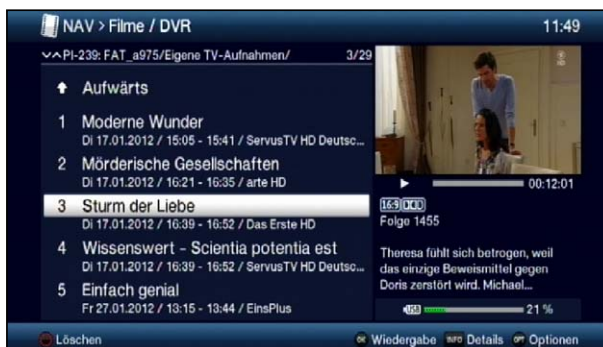 NAV > Filme / DVR
11:49
PI-239: FAT_a975/Eigene TV-Aufnahmen/ 3/29
Aufwärts
1 Moderne Wunder
Di 17.01.2012 / 15:05 - 15:41 / ServusTV HD Deutsc...
2 Mörderische Gesellschaften
Di 17.01.2012 / 16:21 - 16:35 / arte HD
3 Sturm der Liebe
Di 17.01.2012 / 16:39 - 16:52 / Das Erste HD
4 Wissenswert - Scientia potentia est
Di 17.01.2012 / 16:39 - 16:52 / ServusTV HD Deutsc...
5 Einfach genial
Fr 27.01.2012 / 13:15 - 13:44 / EinsPlus
00:12:01
16:9
Folge 1455
Theresa fühlt sich betrogen, weil
das einzige Beweismittel gegen
Doris zerstört wird. Michael...
USB 21 %
Löschen
OK Wiedergabe INFO Details OPT Optionen